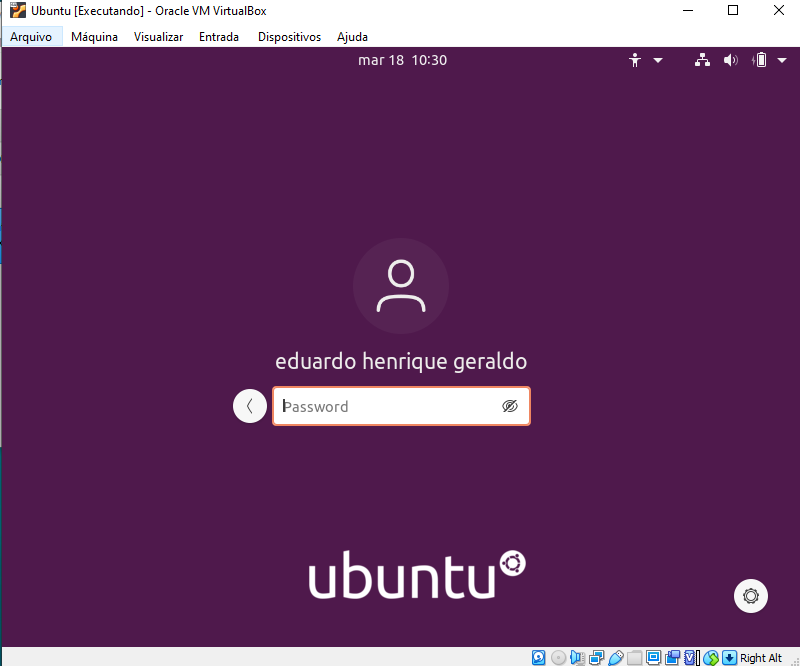 Ubuntu [Executando] - Oracle VM VirtualBox
Arquivo Máquina Visualizar Entrada Dispositivos Ajuda
mar 18 10:30
eduardo henrique geraldo
Password
ubuntu
Right Alt